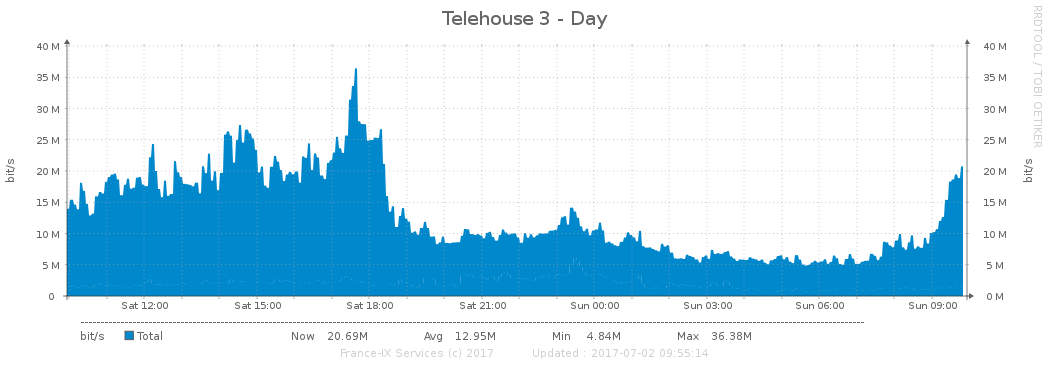 Telehouse 3 - Day
RRDTOOL / TOBI OETIKER
bit/s
bit/s
40 M 40 M
35 M 35 M
30 M 30 M
25 M 25 M
20 M 20 M
15 M 15 M
10 M 10 M
5 M 5 M
0 0 M
Sat 12:00 Sat 15:00 Sat 18:00 Sat 21:00 Sun 00:00 Sun 03:00 Sun 06:00 Sun 09:00
bit/s Total Now 20.69M Avg 12.95M Min 4.84M Max 36.38M
France-IX Services (c) 2017 Updated : 2017-07-02 09:55:14